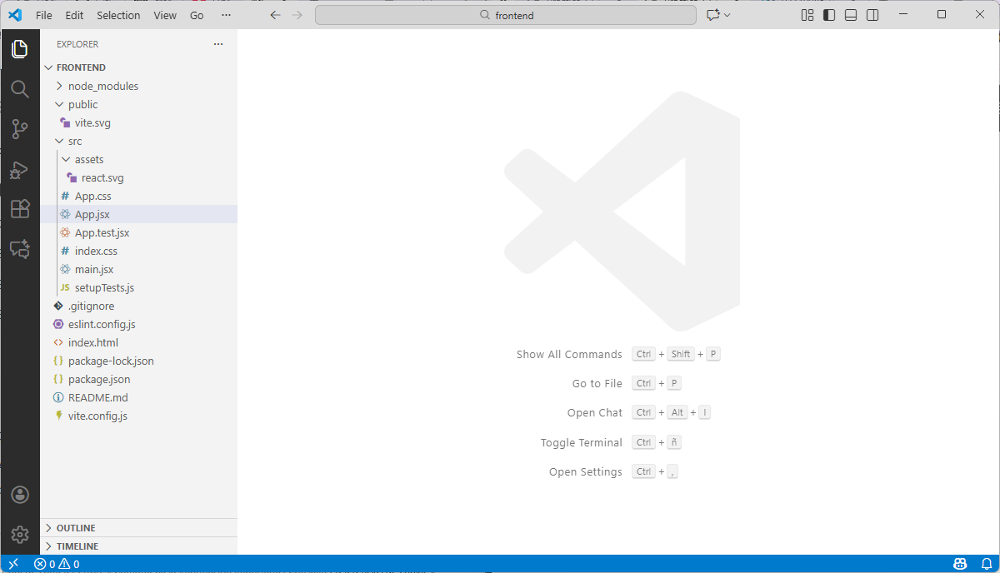 File Edit Selection View Go ··· frontend
EXPLORER ···
FRONTEND
node_modules
public
vite.svg
src
assets
react.svg
# App.css
App.jsx
App.test.jsx
# index.css
main.jsx
JS setupTests.js
.gitignore
eslint.config.js
<> index.html
{} package-lock.json
{} package.json
README.md
vite.config.js
OUTLINE
TIMELINE
Show All Commands Ctrl + Shift + P
Go to File Ctrl + P
Open Chat Ctrl + Alt + I
Toggle Terminal Ctrl + ñ
Open Settings Ctrl + ,
0 0